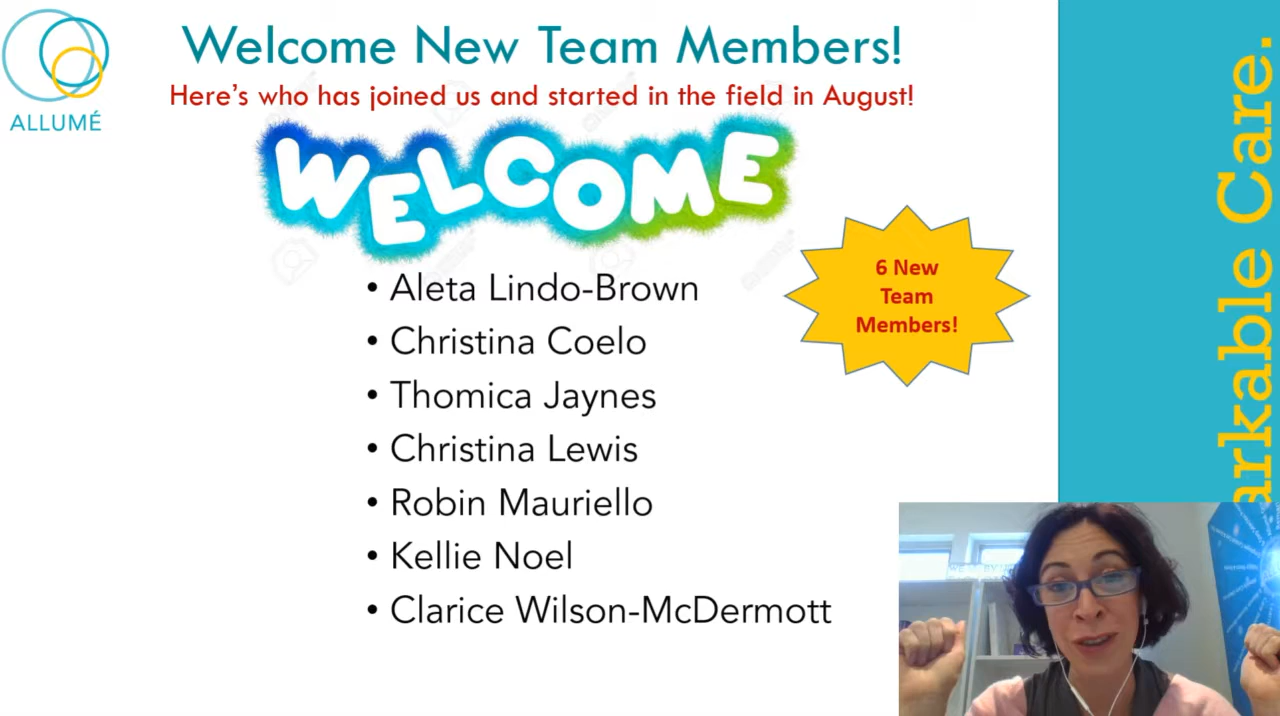 ALLUMÉ
Welcome New Team Members!
Here's who has joined us and started in the field in August!
WELCOME
• Aleta Lindo-Brown
• Christina Coelo
• Thomica Jaynes
• Christina Lewis
• Robin Mauriello
• Kellie Noel
• Clarice Wilson-McDermott
6 New
Team
Members!
arkable Care.